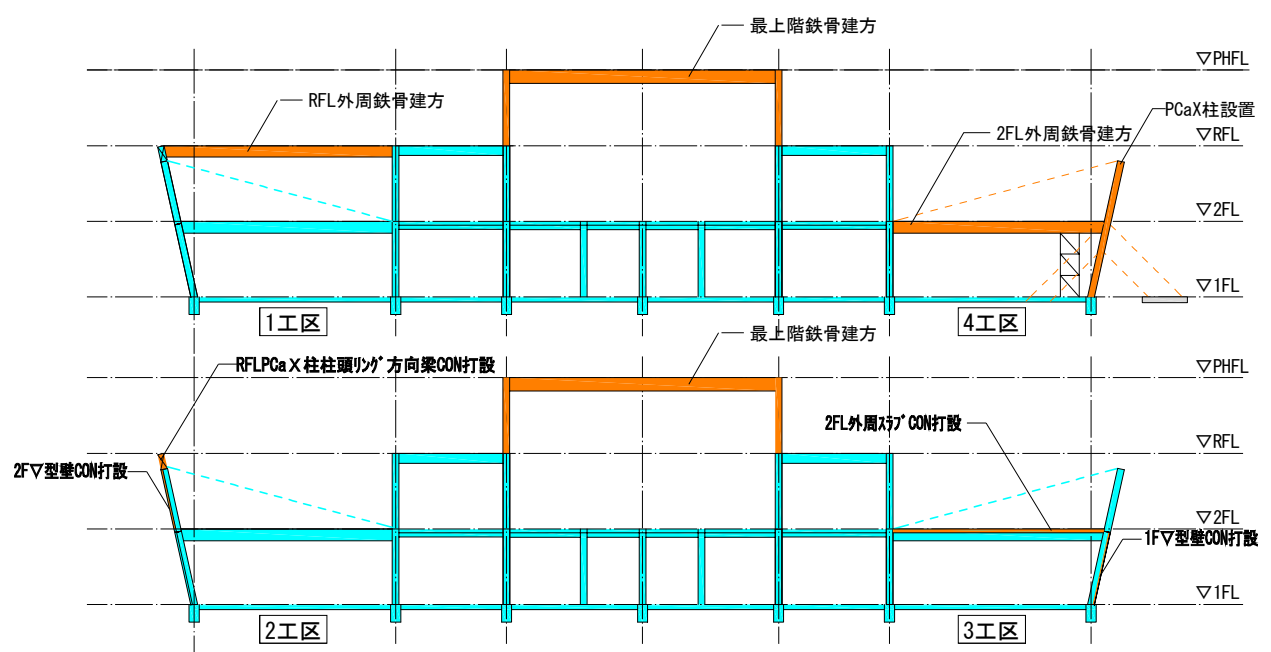 最上階鉄骨建方
▽PHFL
RFL外周鉄骨建方
PCaX柱設置
2FL外周鉄骨建方
▽RFL
▽2FL
▽1FL
1工区
4工区
最上階鉄骨建方
RFLPCaX柱柱頭ﾘﾝｸﾞ方向梁CON打設
▽PHFL
2FL外周ｽﾗﾌﾞCON打設
▽RFL
2F▽型壁CON打設
▽2FL
1F▽型壁CON打設
▽1FL
2工区
3工区